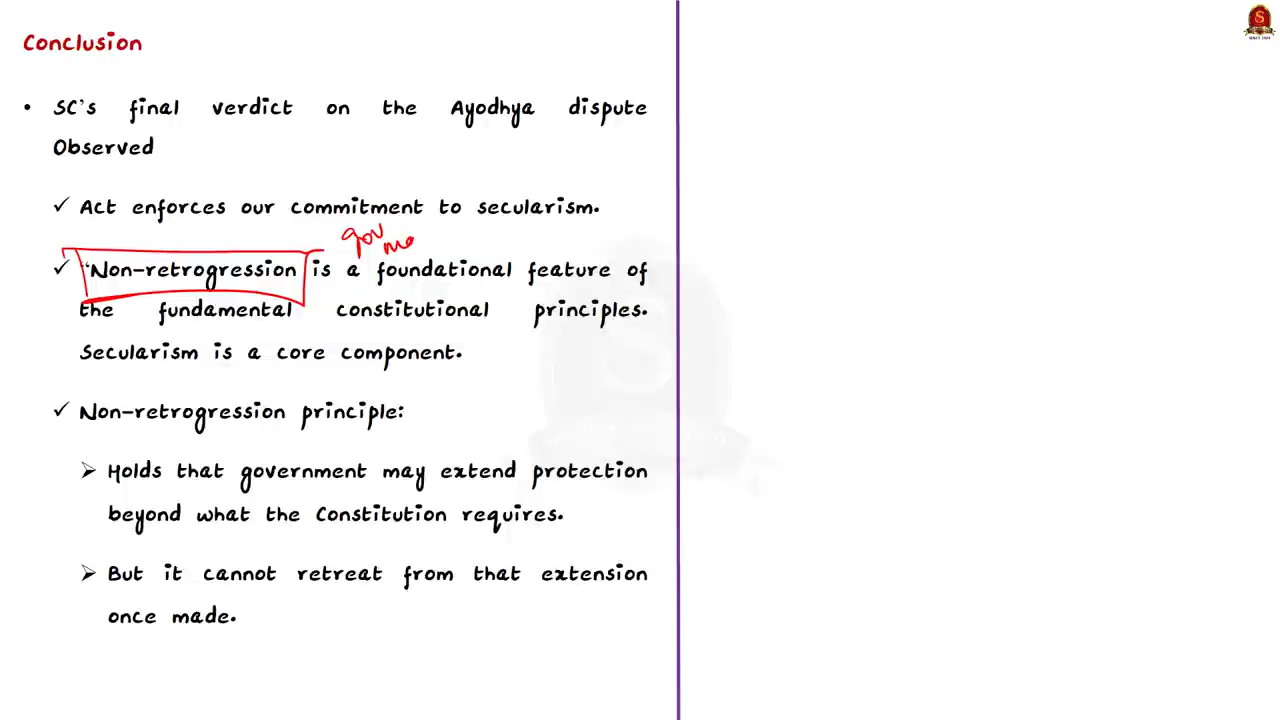 Conclusion
• SC's final verdict on the Ayodhya dispute
Observed
✓ Act enforces our commitment to secularism.
gov
✓ "Non-retrogression is a foundational feature of
the fundamental constitutional principles.
Secularism is a core component.
✓ Non-retrogression principle:
➢ Holds that government may extend protection
beyond what the Constitution requires.
➢ But it cannot retreat from that extension
once made.